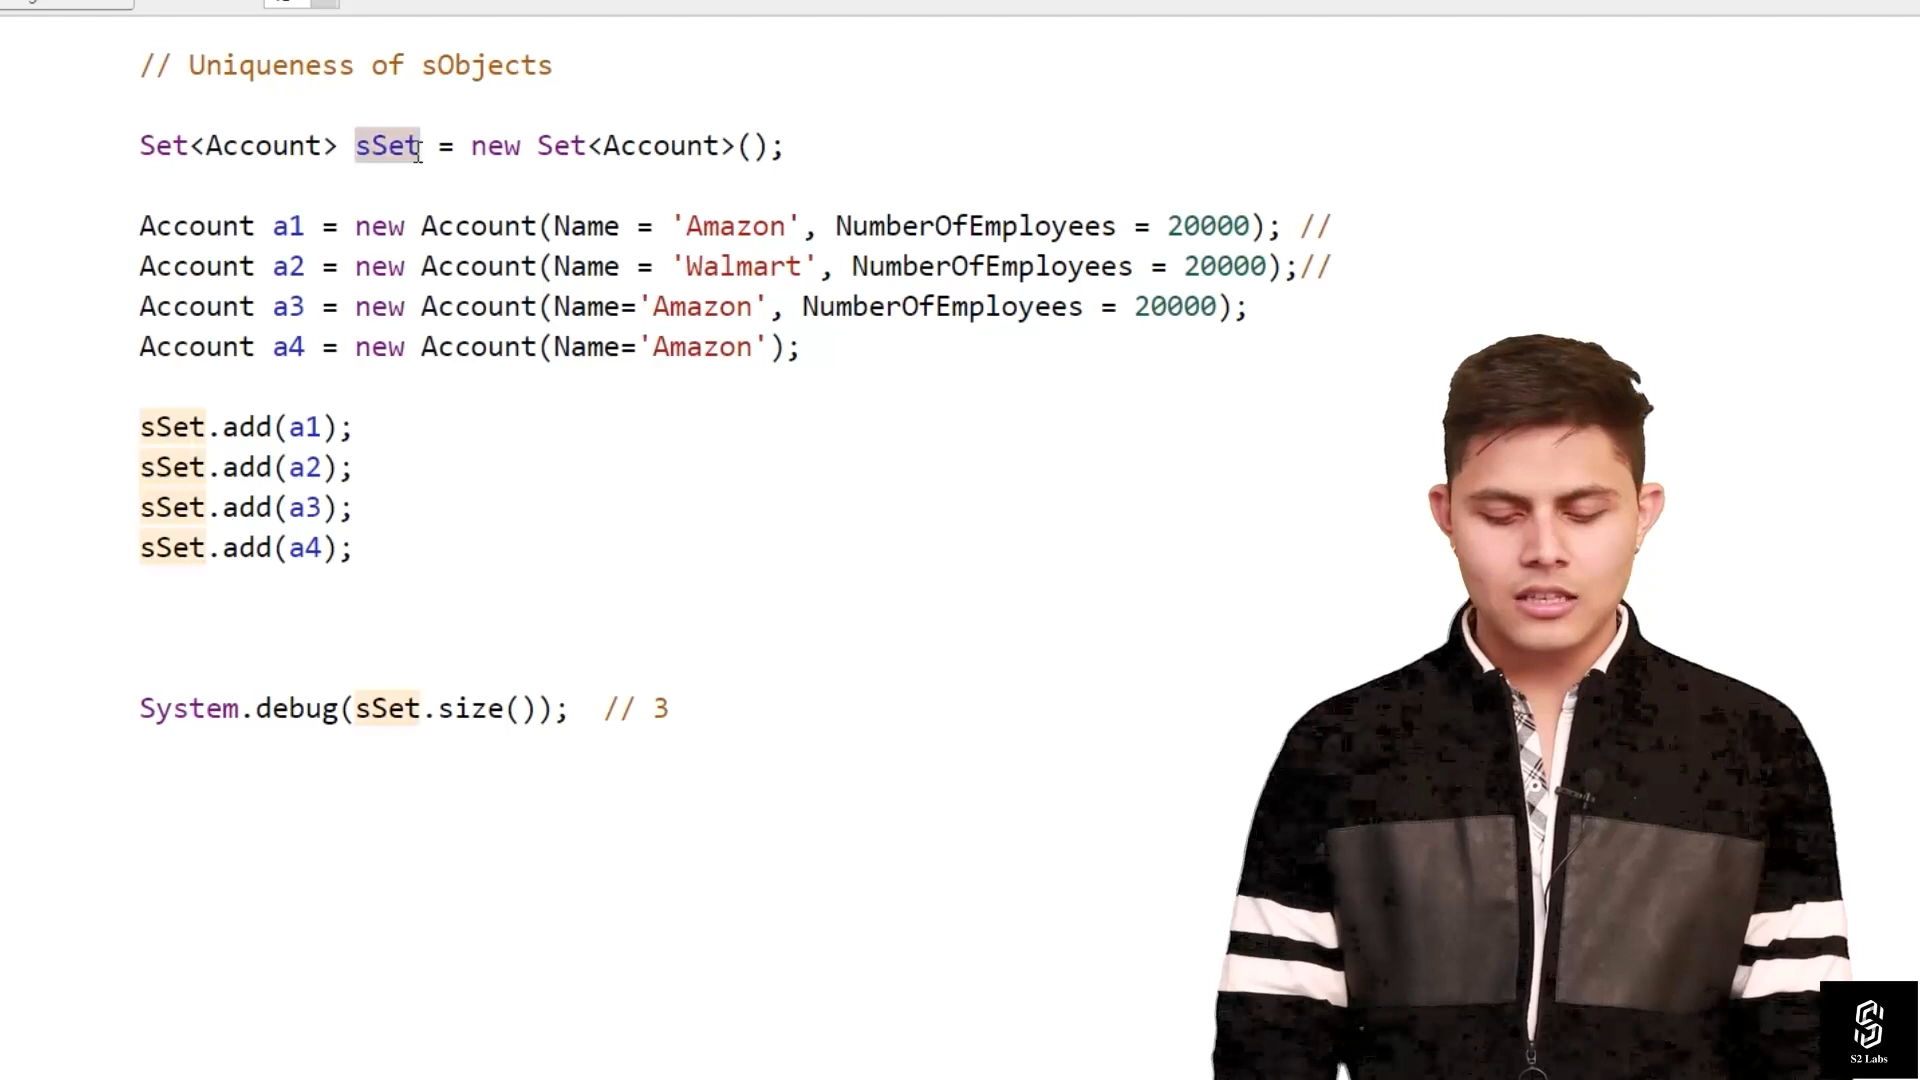 // Uniqueness of sObjects
Set<Account> sSet = new Set<Account>();
Account a1 = new Account(Name = 'Amazon', NumberOfEmployees = 20000); //
Account a2 = new Account(Name = 'Walmart', NumberOfEmployees = 20000);//
Account a3 = new Account(Name='Amazon', NumberOfEmployees = 20000);
Account a4 = new Account(Name='Amazon');
sSet.add(a1);
sSet.add(a2);
sSet.add(a3);
sSet.add(a4);
System.debug(sSet.size());  // 3
S2 Labs